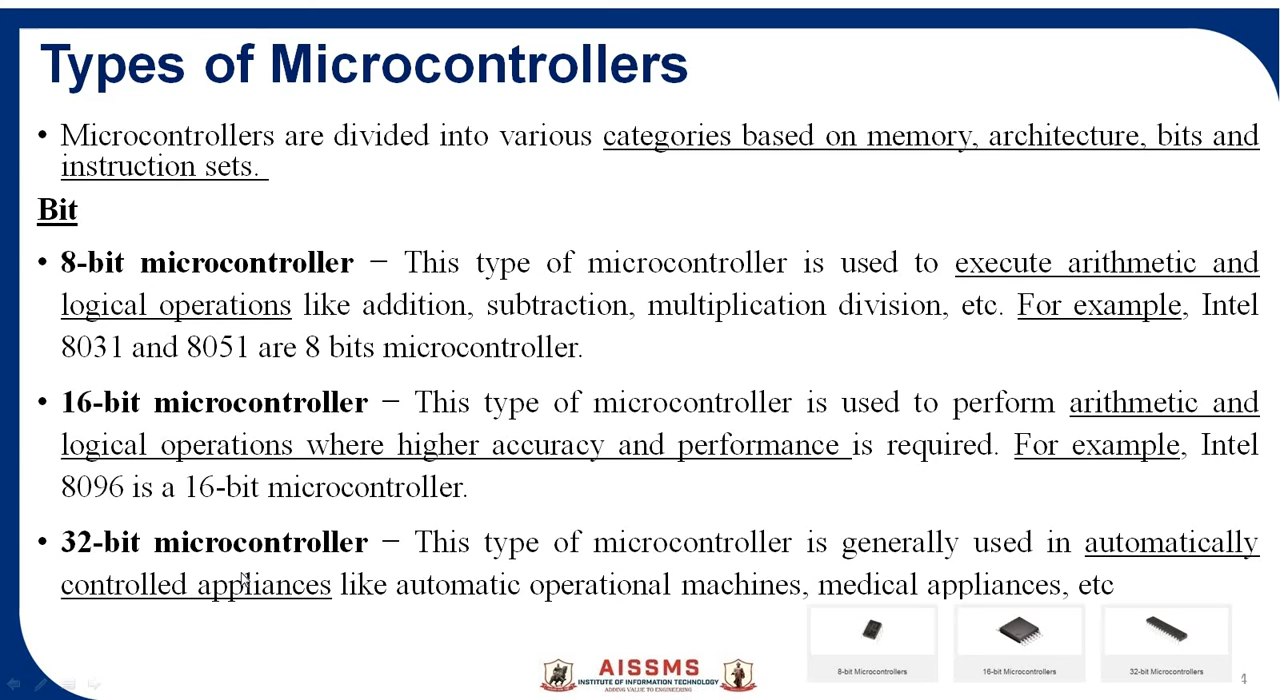 Types of Microcontrollers
• Microcontrollers are divided into various categories based on memory, architecture, bits and
instruction sets.
Bit
• 8-bit microcontroller − This type of microcontroller is used to execute arithmetic and
logical operations like addition, subtraction, multiplication division, etc. For example, Intel
8031 and 8051 are 8 bits microcontroller.
• 16-bit microcontroller − This type of microcontroller is used to perform arithmetic and
logical operations where higher accuracy and performance is required. For example, Intel
8096 is a 16-bit microcontroller.
• 32-bit microcontroller − This type of microcontroller is generally used in automatically
controlled appliances like automatic operational machines, medical appliances, etc
8-bit Microcontrollers
16-bit Microcontrollers
32-bit Microcontrollers
AISSMS
INSTITUTE OF INFORMATION TECHNOLOGY
ADDING VALUE TO ENGINEERING
4